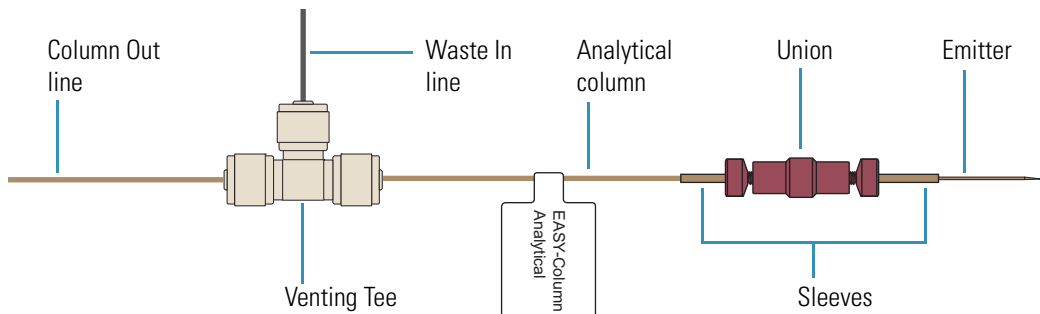 Column Out
line
Waste In
line
Analytical
column
Union
Emitter
EASY-Column
Analytical
Venting Tee
Sleeves